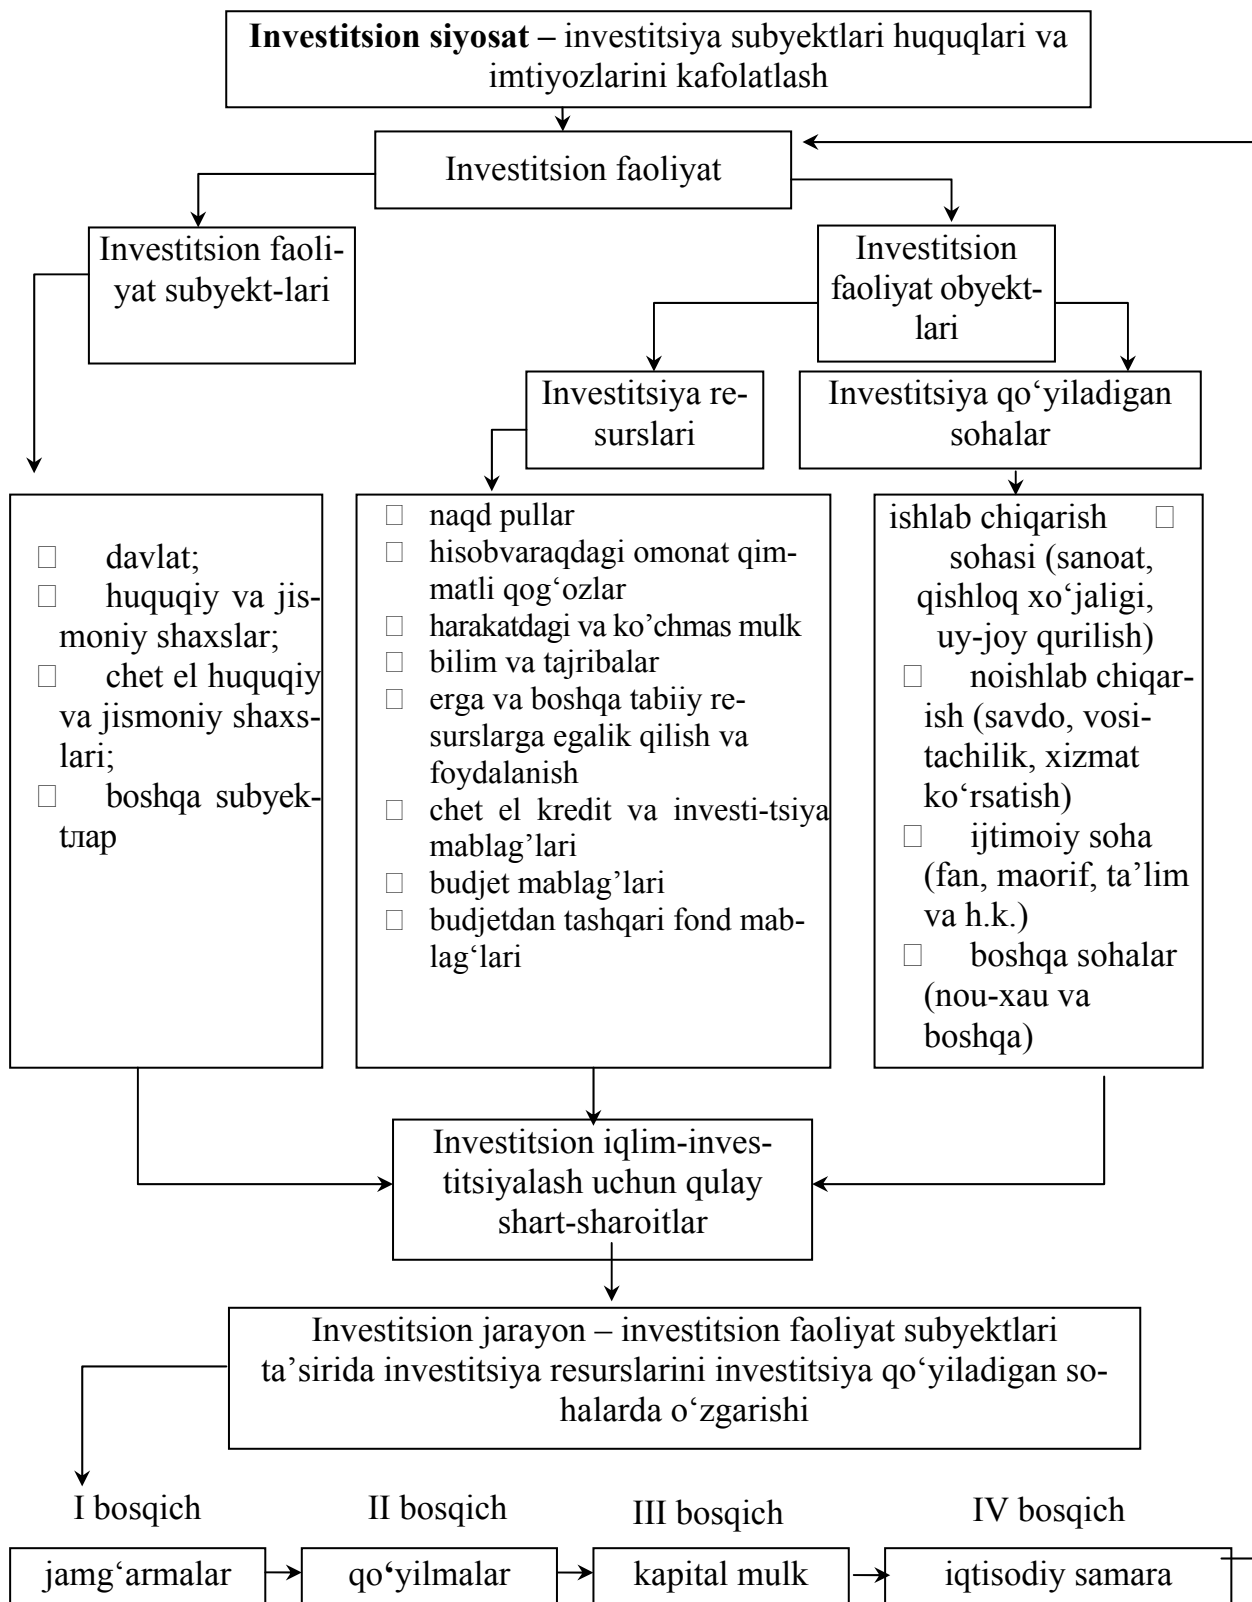 Investitsion siyosat – investitsiya subyektlari huquqlari va
imtiyozlarini kafolatlash
Investitsion faoliyat
Investitsion faoli-
yat subyekt-lari
Investitsion
faoliyat obyekt-
lari
Investitsiya re-
surslari
Investitsiya qo‘yiladigan
sohalar
davlat;
huquqiy va jis-
moniy shaxslar;
chet el huquqiy
va jismoniy shaxs-
lari;
boshqa subyek-
tлар
naqd pullar
hisobvaraqdagi omonat qim-
matli qog‘ozlar
harakatdagi va ko’chmas mulk
bilim va tajribalar
erga va boshqa tabiiy re-
surslarga egalik qilish va
foydalanish
chet el kredit va investi-tsiya
mablag’lari
budjet mablag’lari
budjetdan tashqari fond mab-
lag‘lari
ishlab chiqarish
sohasi (sanoat,
qishloq xo‘jaligi,
uy-joy qurilish)
noishlab chiqar-
ish (savdo, vosi-
tachilik, xizmat
ko‘rsatish)
ijtimoiy soha
(fan, maorif, ta’lim
va h.k.)
boshqa sohalar
(nou-xau va
boshqa)
Investitsion iqlim-inves-
titsiyalash uchun qulay
shart-sharoitlar
Investitsion jarayon – investitsion faoliyat subyektlari
ta’sirida investitsiya resurslarini investitsiya qo‘yiladigan so-
halarda o‘zgarishi
I bosqich
II bosqich
III bosqich
IV bosqich
jamg‘armalar
qo‘yilmalar
kapital mulk
iqtisodiy samara